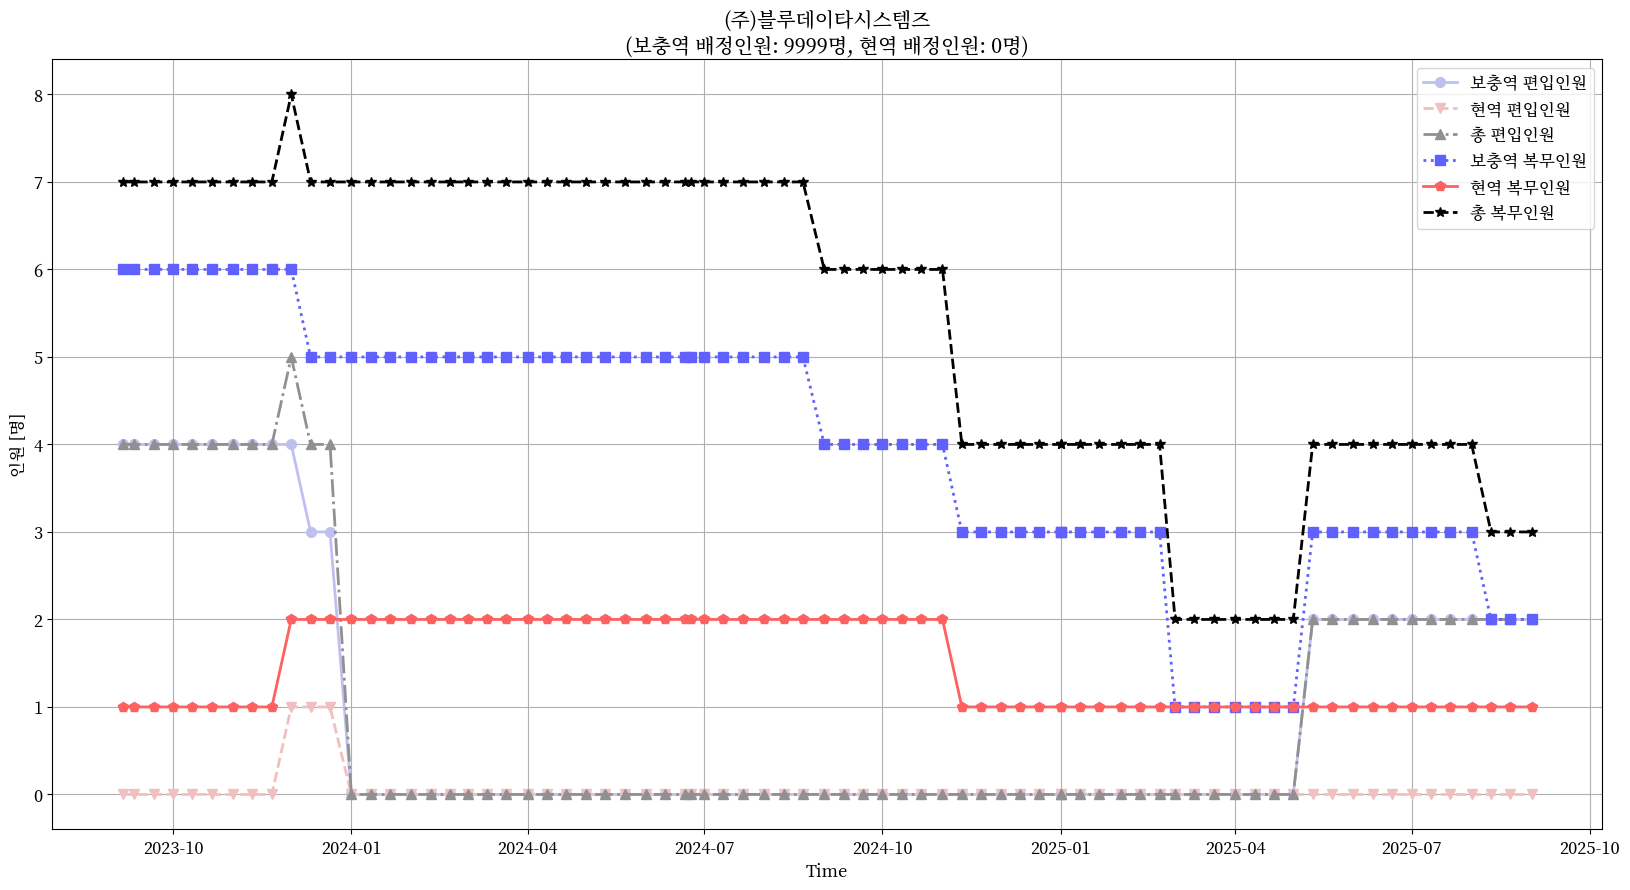 (주)블루데이타시스템즈
(보충역 배정인원: 9999명, 현역 배정인원: 0명)
보충역 편입인원
현역 편입인원
총 편입인원
보충역 복무인원
현역 복무인원
총 복무인원
인원 [명]
8
7
6
5
4
3
2
1
0
2023-10
2024-01
2024-04
2024-07
2024-10
2025-01
2025-04
2025-07
2025-10
Time